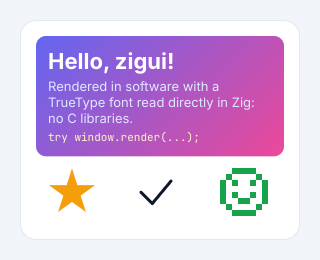 Hello, zigui!
Rendered in software with a
TrueType font read directly in Zig:
no C libraries.
try window.render(...);